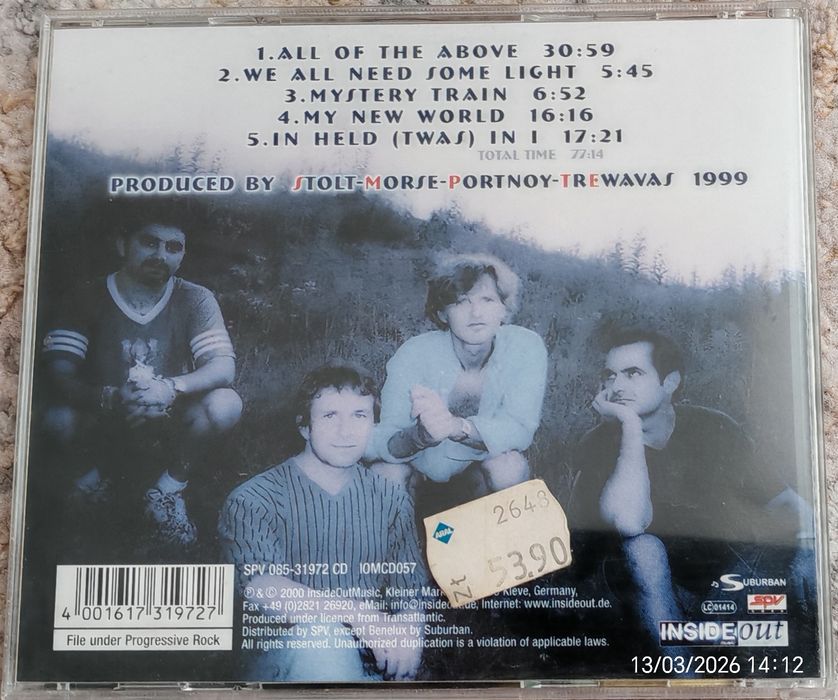 1.ALL OF THE ABOVE 30:59
2.WE ALL NEED SOME LIGHT 5:45
3.MYSTERY TRAIN 6:52
4.MY NEW WORLD 16:16
5.IN HELD (TWAS) IN I 17:21
TOTAL TIME 77:14
PRODUCED BY STOLT-MORSE-PORTNOY-TREWAVAS 1999
2648
ARAL
53.90
zł
4 001617 319727
File under Progressive Rock
SPV 085-31972 CD IOMCD057
℗ & © 2000 InsideOutMusic, Kleiner Kleve, Germany,
Fax +49 (0)2821 26920, eMail: Internet: www.insideout.de.
Produced under licence from Transatlantic.
Distributed by SPV, except Benelux by Suburban.
All rights reserved. Unauthorized duplication is a violation of applicable laws.
SUBURBAN
LC 01414
SPV
INSIDEOUT
13/03/2026 14:12